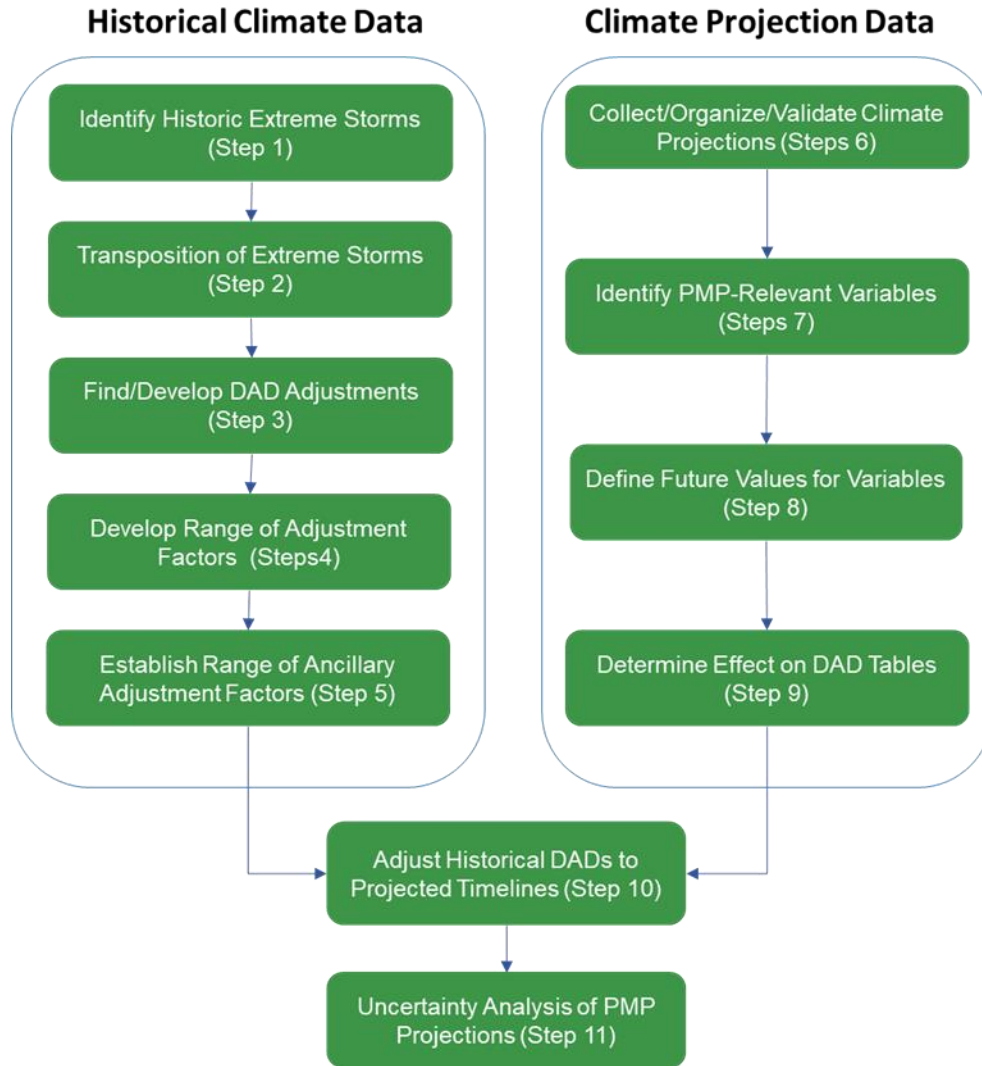 Historical Climate Data
Identify Historic Extreme Storms
(Step 1)
Transposition of Extreme Storms
(Step 2)
Find/Develop DAD Adjustments
(Step 3)
Develop Range of Adjustment
Factors (Steps4)
Establish Range of Ancillary
Adjustment Factors (Step 5)
Climate Projection Data
Collect/Organize/Validate Climate
Projections (Steps 6)
Identify PMP-Relevant Variables
(Steps 7)
Define Future Values for Variables
(Step 8)
Determine Effect on DAD Tables
(Step 9)
Adjust Historical DADs to
Projected Timelines (Step 10)
Uncertainty Analysis of PMP
Projections (Step 11)